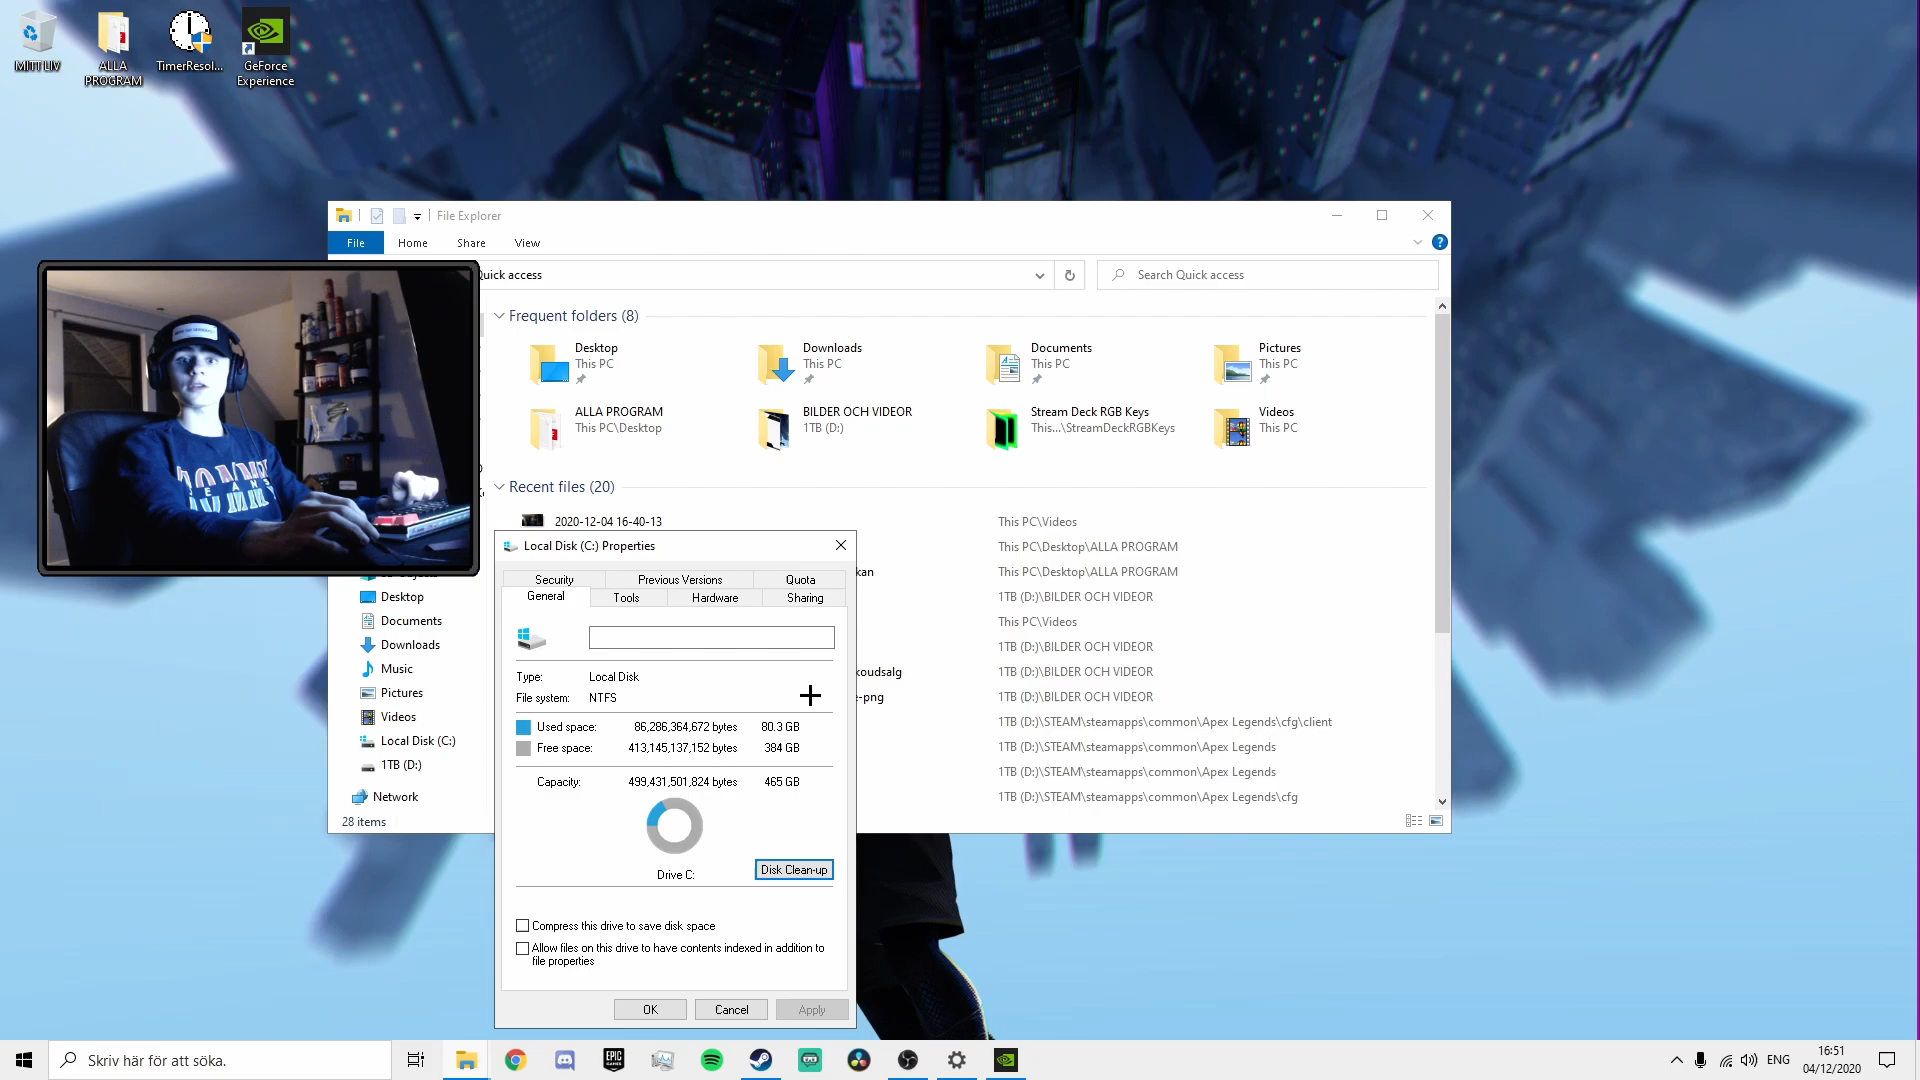 MITT LIV
ALLA
PROGRAM
TimerResol...
GeForce
Experience
File Explorer
File
Home
Share
View
Quick access
Search Quick access
Frequent folders (8)
Desktop
This PC
Downloads
This PC
Documents
This PC
Pictures
This PC
ALLA PROGRAM
This PC\Desktop
BILDER OCH VIDEOR
1TB (D:)
Stream Deck RGB Keys
This...\StreamDeckRGBKeys
Videos
This PC
Recent files (20)
2020-12-04 16-40-13
This PC\Videos
This PC\Desktop\ALLA PROGRAM
kan
This PC\Desktop\ALLA PROGRAM
1TB (D:)\BILDER OCH VIDEOR
This PC\Videos
1TB (D:)\BILDER OCH VIDEOR
koudsalg
1TB (D:)\BILDER OCH VIDEOR
e-png
1TB (D:)\BILDER OCH VIDEOR
1TB (D:)\STEAM\steamapps\common\Apex Legends\cfg\client
1TB (D:)\STEAM\steamapps\common\Apex Legends
1TB (D:)\STEAM\steamapps\common\Apex Legends
1TB (D:)\STEAM\steamapps\common\Apex Legends\cfg
Desktop
Documents
Downloads
Music
Pictures
Videos
Local Disk (C:)
1TB (D:)
Network
28 items
Local Disk (C:) Properties
Security
Previous Versions
Quota
General
Tools
Hardware
Sharing
Type: Local Disk
File system: NTFS
Used space: 86,286,364,672 bytes 80.3 GB
Free space: 413,145,137,152 bytes 384 GB
Capacity: 499,431,501,824 bytes 465 GB
Drive C:
Disk Clean-up
Compress this drive to save disk space
Allow files on this drive to have contents indexed in addition to
file properties
OK
Cancel
Apply
Skriv här för att söka.
EPIC
GAMES
ENG
16:51
04/12/2020